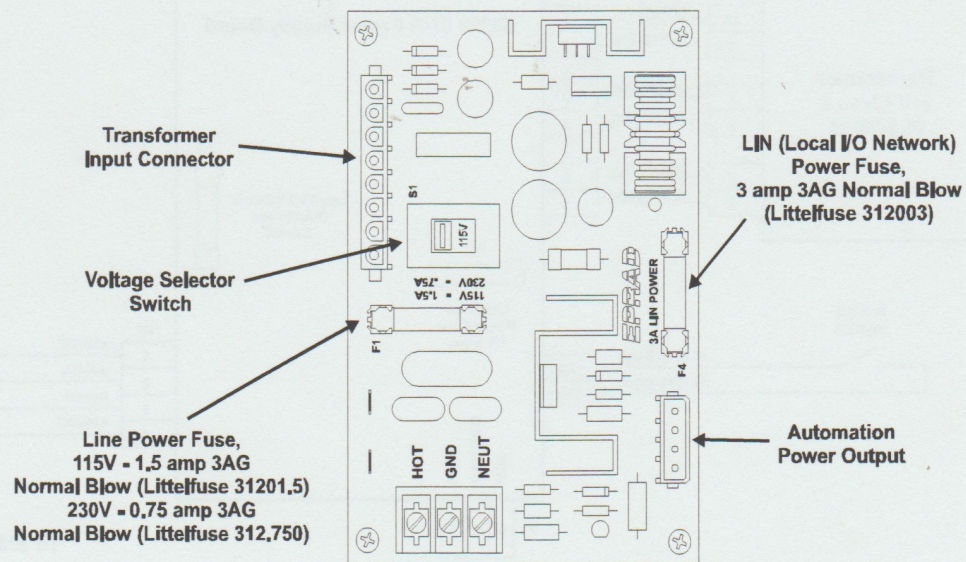 Transformer
Input Connector
Voltage Selector
Switch
Line Power Fuse,
115V - 1.5 amp 3AG
Normal Blow (Littelfuse 31201.5)
230V - 0.75 amp 3AG
Normal Blow (Littelfuse 312.750)
S1
115V
115V = 1.5A
230V = .75A
F1
HOT
GND
NEUT
EPRAD
3A LIN POWER
F4
LIN (Local I/O Network)
Power Fuse,
3 amp 3AG Normal Blow
(Littelfuse 312003)
Automation
Power Output